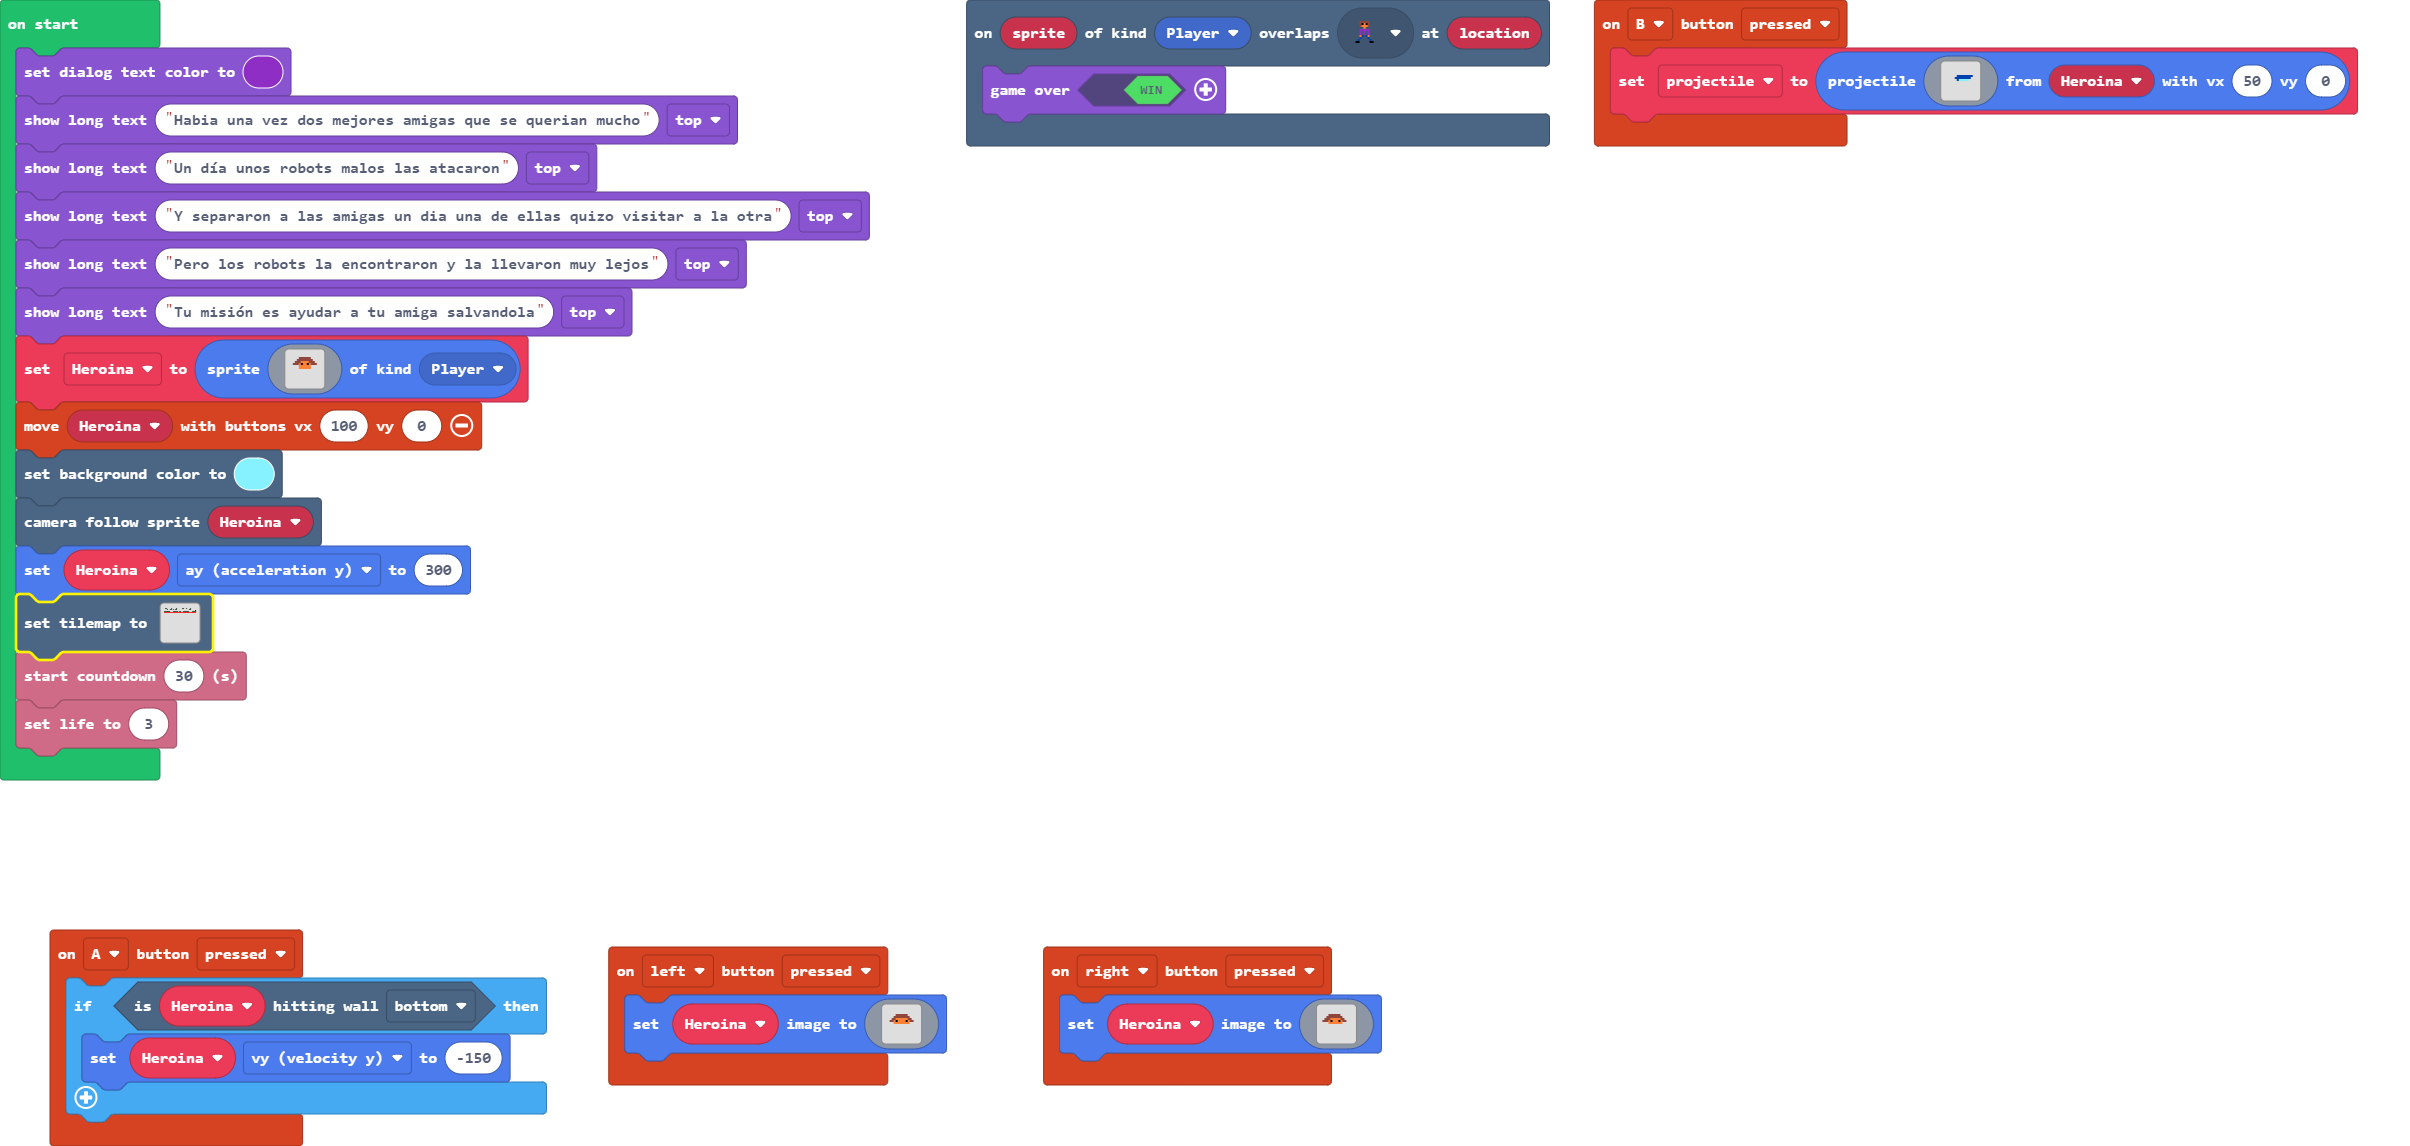 on start
set dialog text color to
show long text "Habia una vez dos mejores amigas que se querian mucho" top
show long text "Un día unos robots malos las atacaron" top
show long text "Y separaron a las amigas un dia una de ellas quizo visitar a la otra" top
show long text "Pero los robots la encontraron y la llevaron muy lejos" top
show long text "Tu misión es ayudar a tu amiga salvandola" top
set Heroina to sprite of kind Player
move Heroina with buttons vx 100 vy 0
set background color to
camera follow sprite Heroina
set Heroina ay (acceleration y) to 300
set tilemap to
start countdown 30 (s)
set life to 3
on sprite of kind Player overlaps at location
game over WIN
on B button pressed
set projectile to projectile from Heroina with vx 50 vy 0
on A button pressed
if is Heroina hitting wall bottom then
set Heroina vy (velocity y) to -150
on left button pressed
set Heroina image to
on right button pressed
set Heroina image to